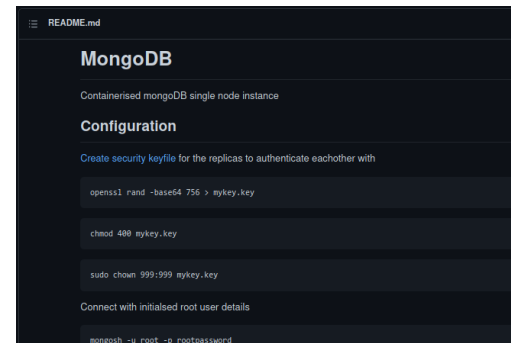 README.md
MongoDB
Containerised mongoDB single node instance
Configuration
Create security keyfile for the replicas to authenticate eachother with
openssl rand -base64 756 > mykey.key
chmod 400 mykey.key
sudo chown 999:999 mykey.key
Connect with initialsed root user details
mongosh -u root -p rootpassword